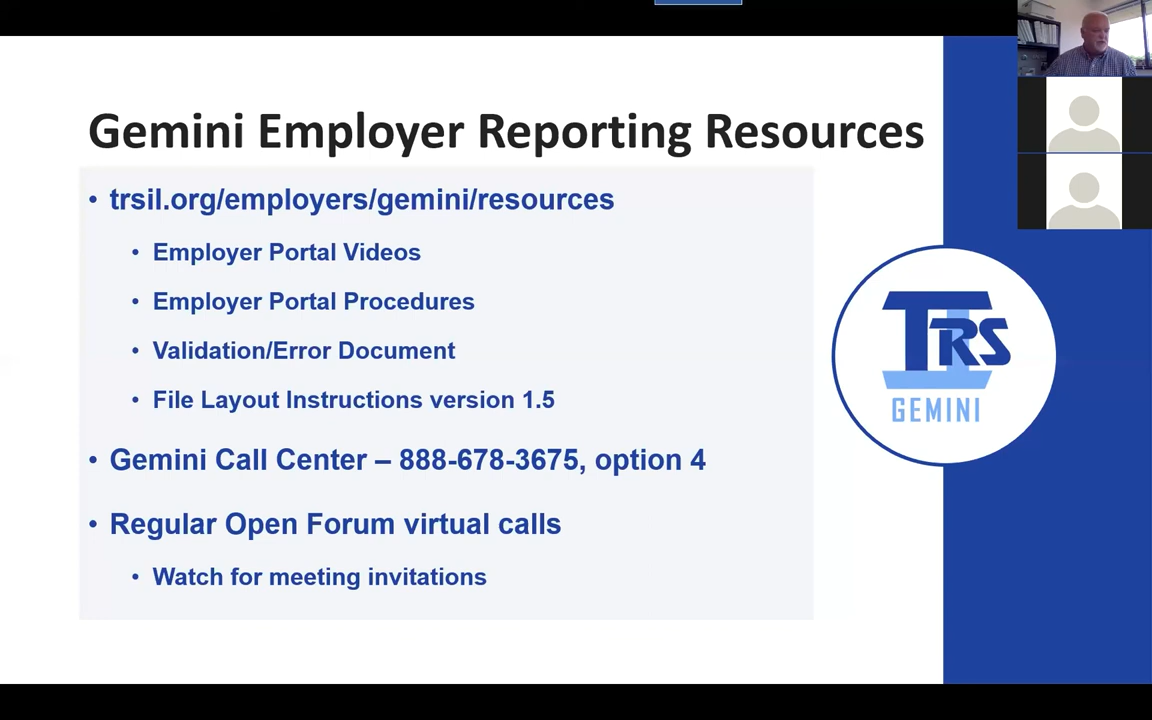 Gemini Employer Reporting Resources
• trsil.org/employers/gemini/resources
• Employer Portal Videos
• Employer Portal Procedures
• Validation/Error Document
• File Layout Instructions version 1.5
• Gemini Call Center – 888-678-3675, option 4
• Regular Open Forum virtual calls
• Watch for meeting invitations
TRS
GEMINI